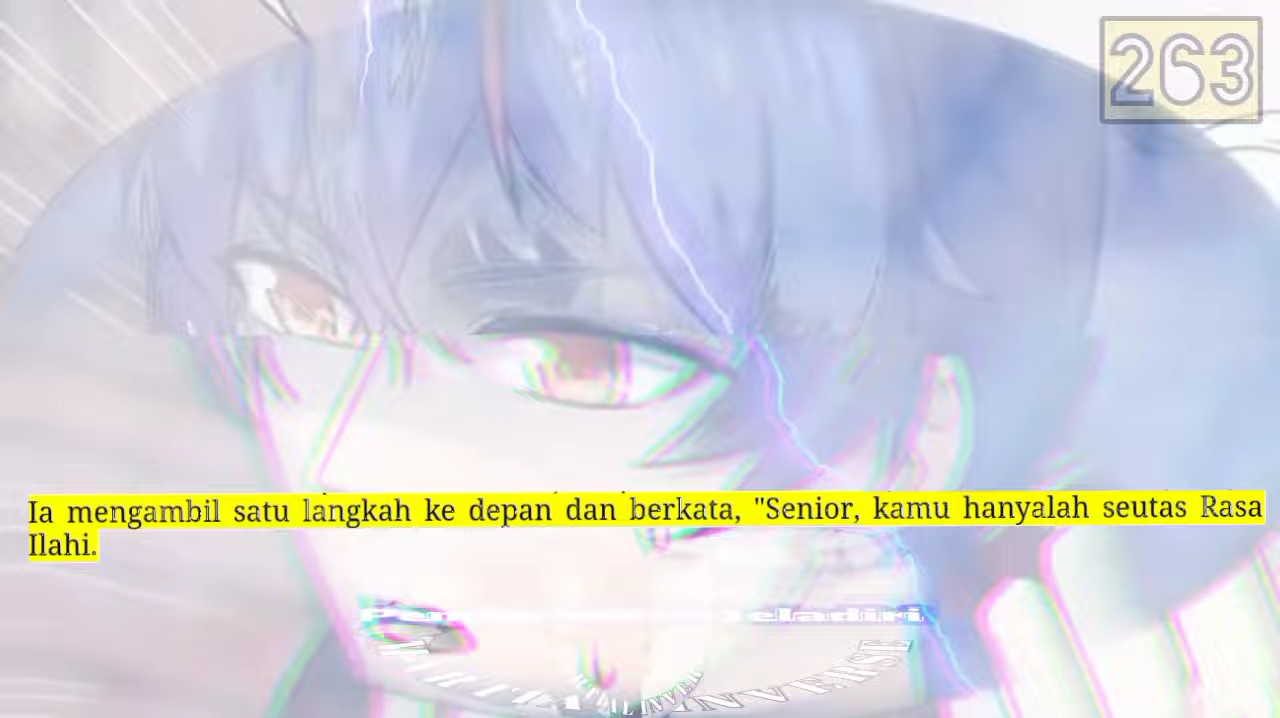 263
Ia mengambil satu langkah ke depan dan berkata, "Senior, kamu hanyalah seutas Rasa
Ilahi.